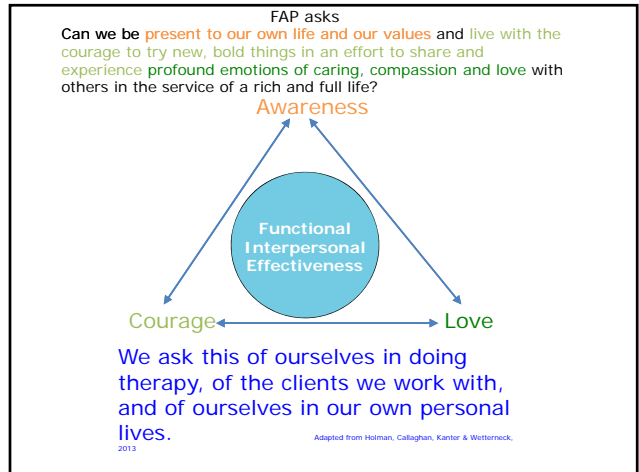 FAP asks
Can we be present to our own life and our values and live with the
courage to try new, bold things in an effort to share and
experience profound emotions of caring, compassion and love with
others in the service of a rich and full life?
Awareness
Functional
Interpersonal
Effectiveness
Courage
Love
We ask this of ourselves in doing
therapy, of the clients we work with,
and of ourselves in our own personal
lives.
Adapted from Holman, Callaghan, Kanter & Wetterneck,
2013